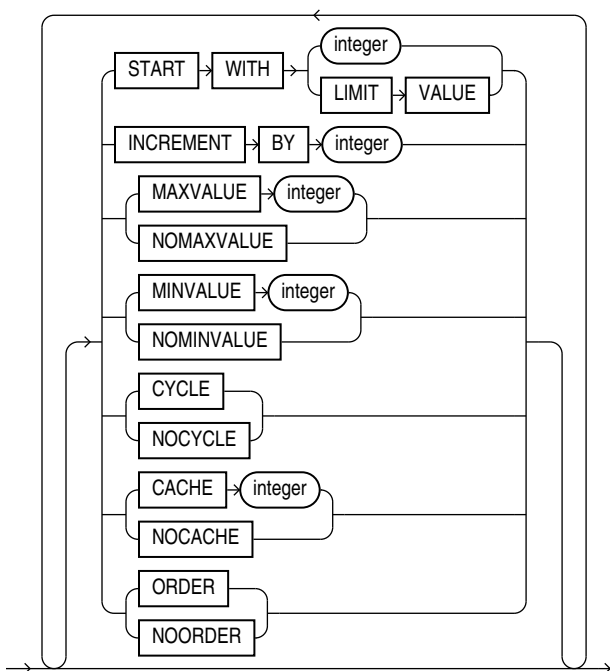 integer
START WITH
LIMIT VALUE
INCREMENT BY integer
MAXVALUE integer
NOMAXVALUE
MINVALUE integer
NOMINVALUE
CYCLE
NOCYCLE
CACHE integer
NOCACHE
ORDER
NOORDER